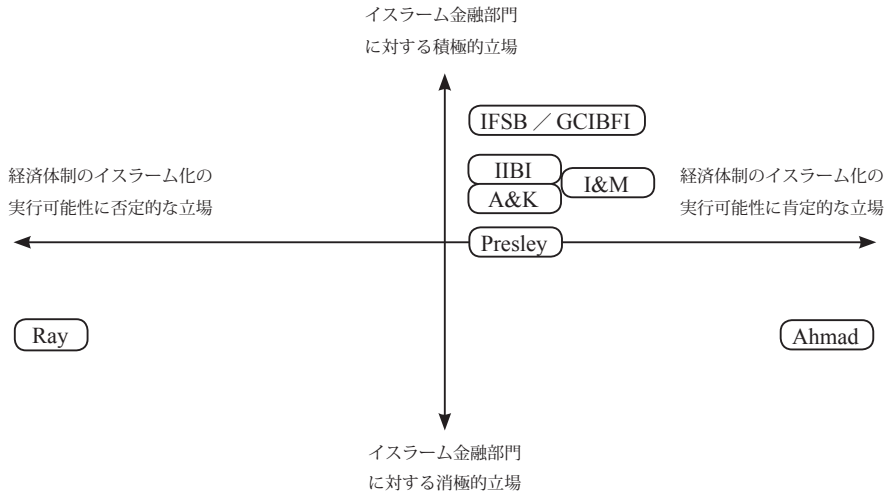 イスラーム金融部門
に対する積極的立場
IFSB ／ GCIBFI
経済体制のイスラーム化の
実行可能性に否定的な立場
IIBI
A&K
I&M
経済体制のイスラーム化の
実行可能性に肯定的な立場
Presley
Ray
Ahmad
イスラーム金融部門
に対する消極的立場